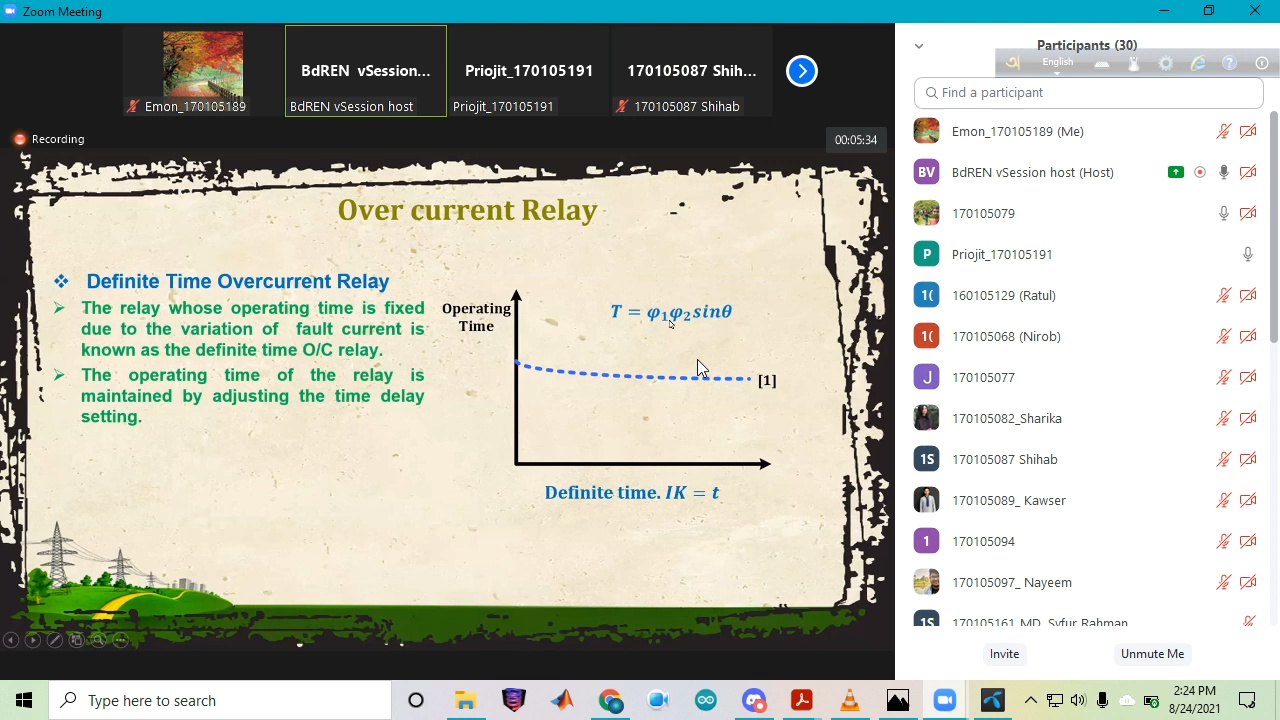 Zoom Meeting
BdREN vSession...
Priojit_170105191
170105087 Shih...
Emon_170105189
BdREN vSession host
Priojit_170105191
170105087 Shihab
Recording
00:05:34
Over current Relay
Definite Time Overcurrent Relay
The relay whose operating time is fixed
due to the variation of fault current is
known as the definite time O/C relay.
The operating time of the relay is
maintained by adjusting the time delay
setting.
Operating
Time
T = φ₁φ₂sinθ
[1]
Definite time. IK = t
Participants (30)
English
Find a participant
Emon_170105189 (Me)
BV BdREN vSession host (Host)
170105079
P Priojit_170105191
1( 160105129 (Ratul)
1( 170105068 (Nirob)
J 170105077
170105082_Sharika
1S 170105087 Shihab
170105089_ Kawser
1 170105094
170105097_ Nayeem
1S 170105161_MD. Syfur Rahman
Invite
Unmute Me
Type here to search
2:24 PM
8/24/2021